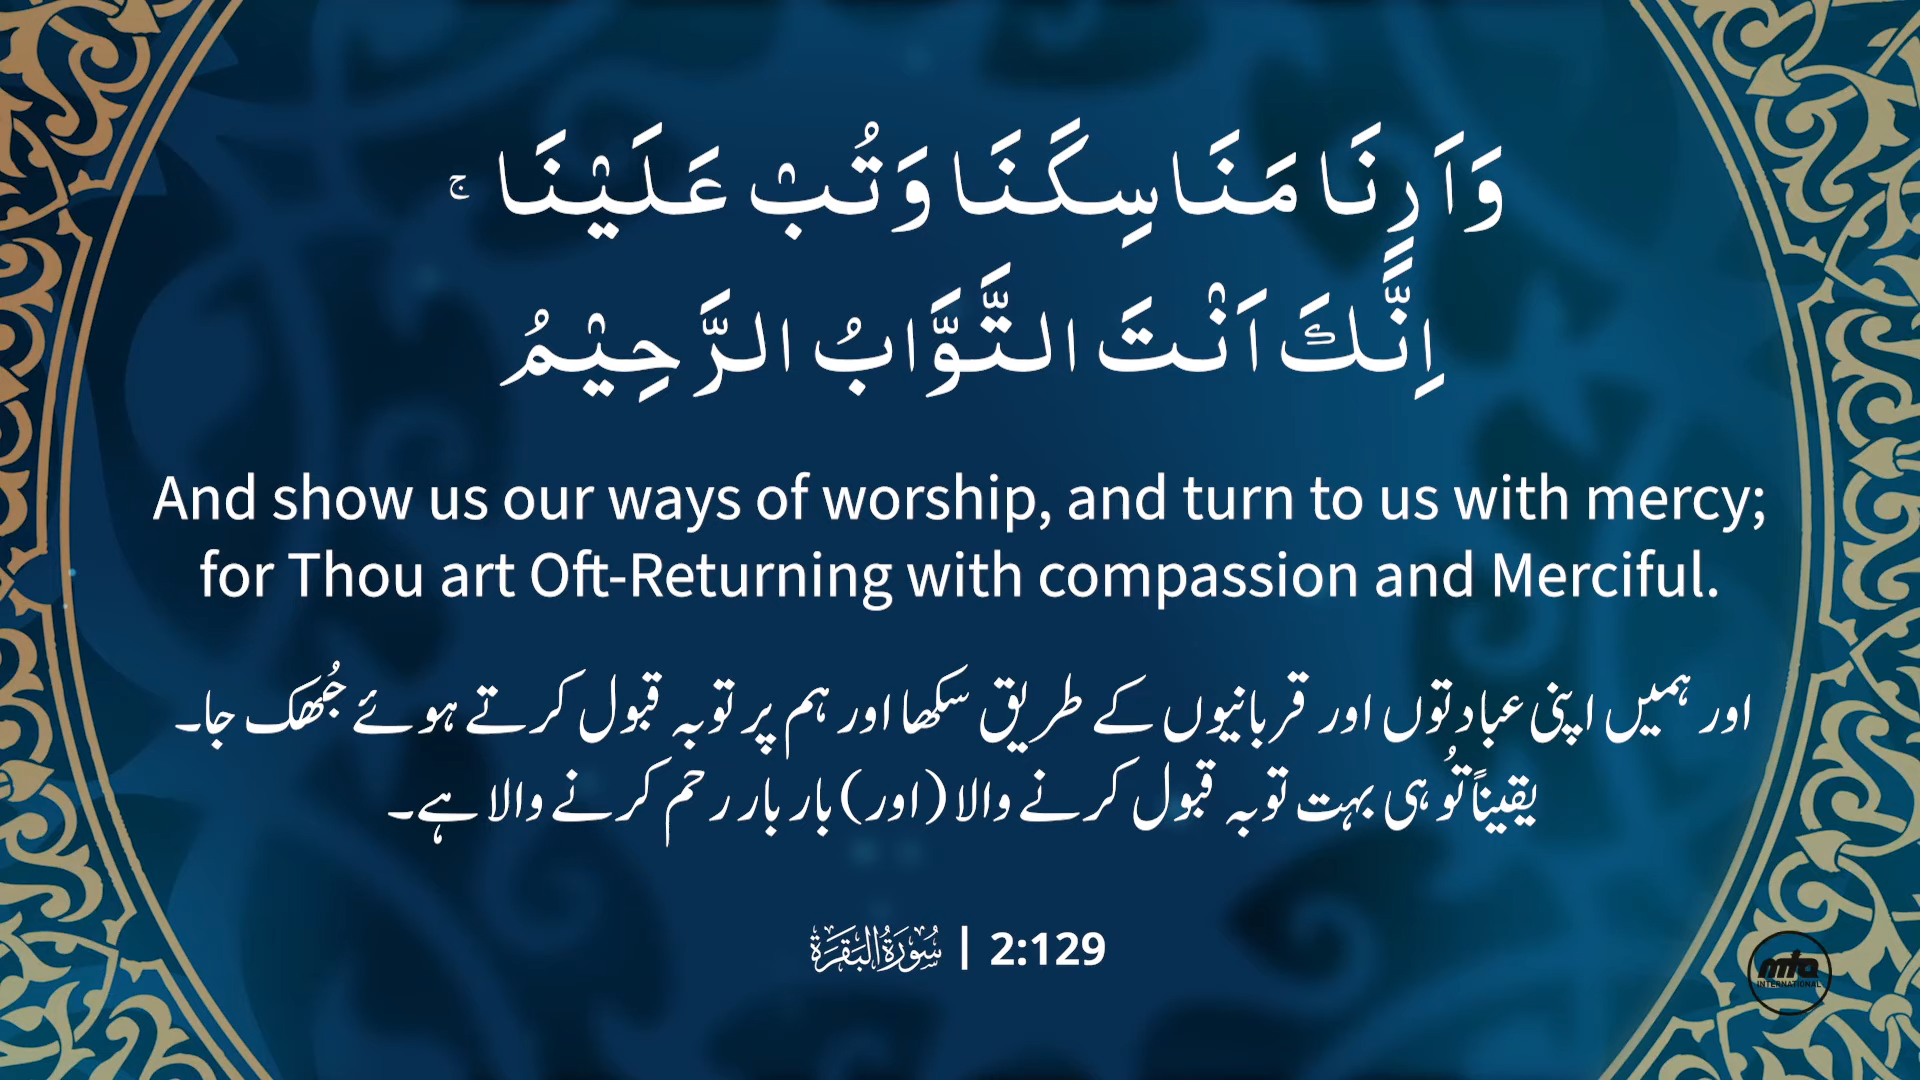 وَاَرِنَا مَنَاسِكَنَا وَتُبْ عَلَيْنَا ۚ
اِنَّكَ اَنْتَ التَّوَّابُ الرَّحِيْمُ
And show us our ways of worship, and turn to us with mercy;
for Thou art Oft-Returning with compassion and Merciful.
اور ہمیں اپنی عبادتوں اور قربانیوں کے طریق سکھا اور ہم پر توبہ قبول کرتے ہوئے جُھک جا۔
یقیناً تُو ہی بہت توبہ قبول کرنے والا (اور) بار بار رحم کرنے والا ہے۔
سُوْرَةُ الْبَقَرَة | 2:129
mta
INTERNATIONAL